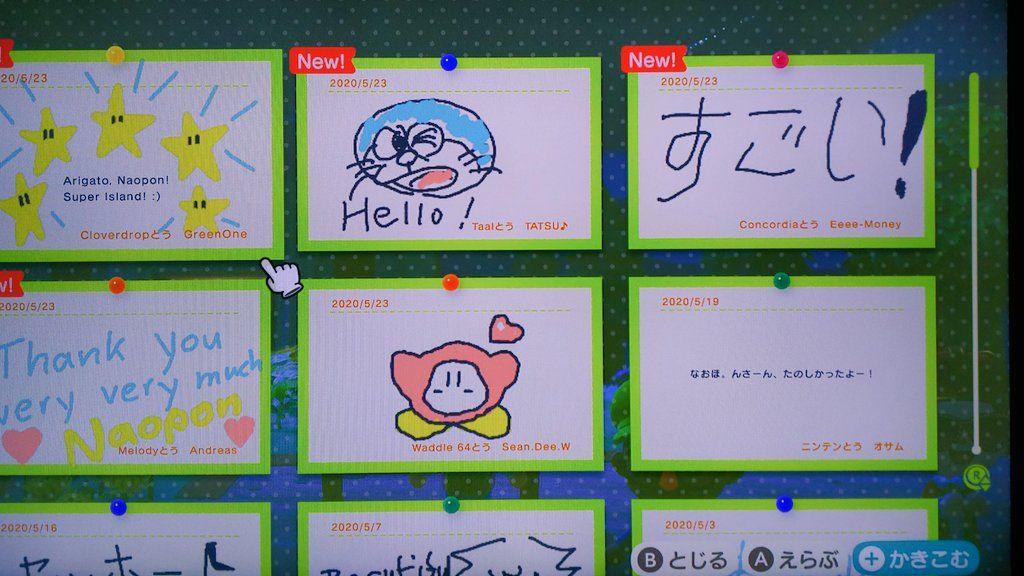 2020/5/23
Arigato, Naopon!
Super Island! :)
Cloverdropとう GreenOne
New!
2020/5/23
Hello!
Taalとう TATSU♪
New!
2020/5/23
すごい!
Concordiaとう Eeee-Money
2020/5/23
Thank you
very very much
Naopon
Melodyとう Andreas
2020/5/23
Waddle 64とう Sean.Dee.W
2020/5/19
なおぽんさーん、たのしかったよー!
ニンテンとう オサム
2020/5/16
2020/5/7
2020/5/3
R
B とじる A えらぶ + かきこむ